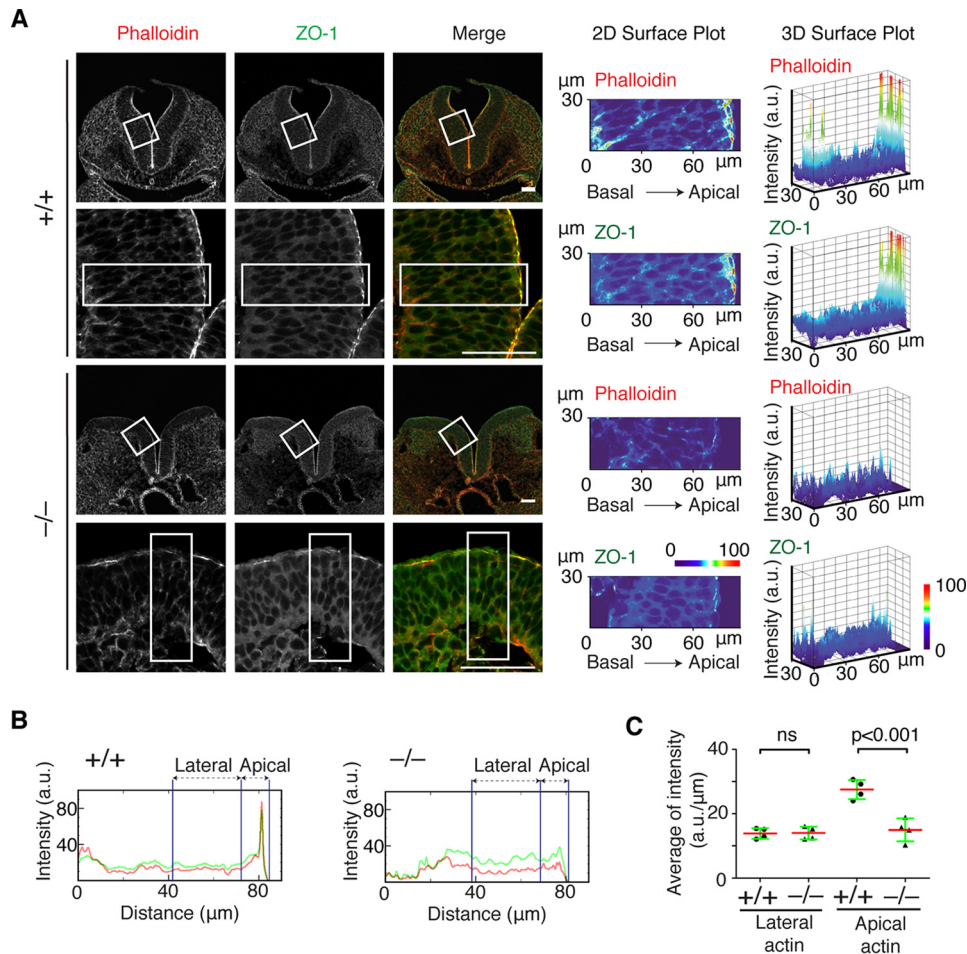 A
Phalloidin ZO-1 Merge 2D Surface Plot 3D Surface Plot
+/+
−/−
µm Phalloidin
30
0 30 60 µm
Basal → Apical
ZO-1
µm
30
0 30 60 µm
Basal → Apical
Phalloidin
µm
30
0 30 60 µm
Basal → Apical
µm ZO-1 0 100
30
0 30 60 µm
Basal → Apical
Phalloidin
Intensity (a.u.)
30 0 30 60 µm
ZO-1
Intensity (a.u.)
30 0 30 60 µm
Phalloidin
Intensity (a.u.)
30 0 30 60 µm
ZO-1
Intensity (a.u.)
30 0 30 60 µm
100
0
B
+/+
Lateral Apical
Intensity (a.u.)
80
40
0 40 80
Distance (µm)
−/−
Lateral Apical
Intensity (a.u.)
80
40
0 40 80
Distance (µm)
C
ns p<0.001
Average of intensity
(a.u./µm)
40
20
0
+/+ −/− +/+ −/−
Lateral actin
Apical actin